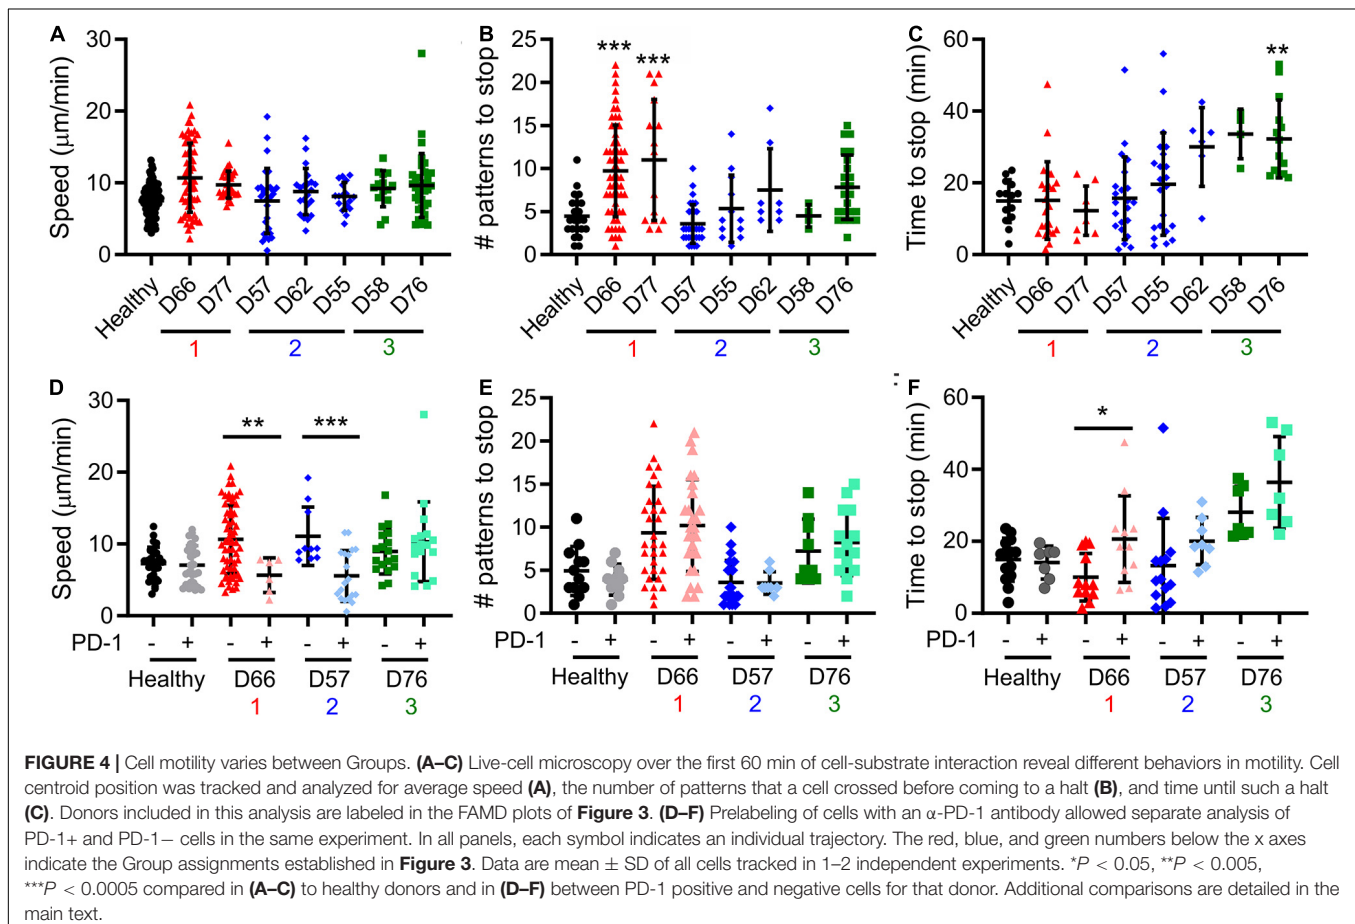 A
B
C
30
20
10
0
Speed (μm/min)
Healthy
D66
D77
D57
D62
D55
D58
D76
1
2
3
25
20
15
10
5
0
# patterns to stop
***
***
Healthy
D66
D77
D57
D55
D62
D58
D76
1
2
3
60
40
20
0
Time to stop (min)
**
Healthy
D66
D77
D57
D55
D62
D58
D76
1
2
3
D
E
F
30
20
10
0
Speed (μm/min)
**
***
PD-1 - + - + - + - +
Healthy D66 D57 D76
1 2 3
25
20
15
10
5
0
# patterns to stop
- + - + - + - +
Healthy D66 D57 D76
1 2 3
60
40
20
0
Time to stop (min)
*
PD-1 - + - + - + - +
Healthy D66 D57 D76
1 2 3
FIGURE 4 | Cell motility varies between Groups. (A–C) Live-cell microscopy over the first 60 min of cell-substrate interaction reveal different behaviors in motility. Cell
centroid position was tracked and analyzed for average speed (A), the number of patterns that a cell crossed before coming to a halt (B), and time until such a halt
(C). Donors included in this analysis are labeled in the FAMD plots of Figure 3. (D–F) Prelabeling of cells with an α-PD-1 antibody allowed separate analysis of
PD-1+ and PD-1− cells in the same experiment. In all panels, each symbol indicates an individual trajectory. The red, blue, and green numbers below the x axes
indicate the Group assignments established in Figure 3. Data are mean ± SD of all cells tracked in 1–2 independent experiments. *P < 0.05, **P < 0.005,
***P < 0.0005 compared in (A–C) to healthy donors and in (D–F) between PD-1 positive and negative cells for that donor. Additional comparisons are detailed in the
main text.